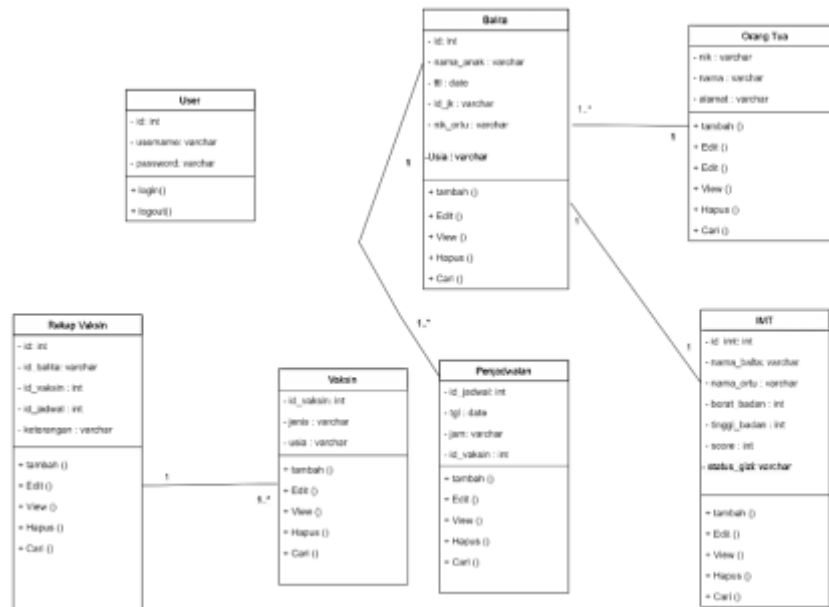 User
- id: int
- username: varchar
- password: varchar
+ login()
+ logout()
Balita
- id: int
- nama_anak : varchar
- ttl : date
- id_jk : varchar
- nik_ortu : varchar
-Usia : varchar
+ tambah ()
+ Edit ()
+ View ()
+ Hapus ()
+ Cari ()
Orang Tua
- nik : varchar
- nama : varchar
- alamat : varchar
+ tambah ()
+ Edit ()
+ Edit ()
+ View ()
+ Hapus ()
+ Cari ()
1..*
1
1
1
1..*
1
Rekap Vaksin
- id: int
- id_balita: varchar
- id_vaksin : int
- id_jadwal : int
- keterangan : varchar
+ tambah ()
+ Edit ()
+ View ()
+ Hapus ()
+ Cari ()
1
1..*
Vaksin
- id_vaksin: int
- jenis : varchar
- usia : varchar
+ tambah ()
+ Edit ()
+ View ()
+ Hapus ()
+ Cari ()
Penjadwalan
- id_jadwal: int
- tgl : date
- jam: varchar
- id_vaksin : int
+ tambah ()
+ Edit ()
+ View ()
+ Hapus ()
+ Cari ()
IMT
- id_imt: int
- nama_balita: varchar
- nama_ortu : varchar
- berat_badan : int
- tinggi_badan : int
- score : int
- status_gizi: varchar
+ tambah ()
+ Edit ()
+ View ()
+ Hapus ()
+ Cari ()